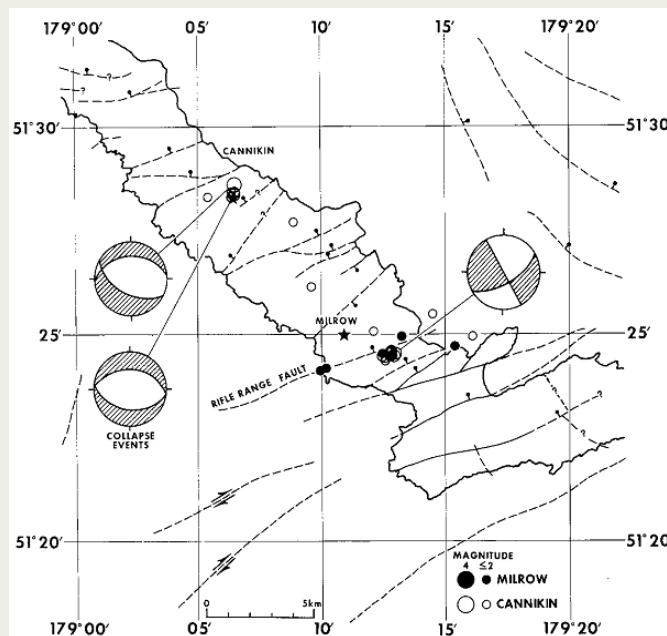 179° 00' 05' 10' 15' 179° 20'
51° 30' 51° 30'
CANNIKIN
?
?
?
?
MILROW
25' 25'
RIFLE RANGE FAULT
?
?
COLLAPSE
EVENTS
51° 20' 51° 20'
MAGNITUDE
4 ≤2
MILROW
CANNIKIN
0 5km
179° 00' 05' 10' 15' 179° 20'